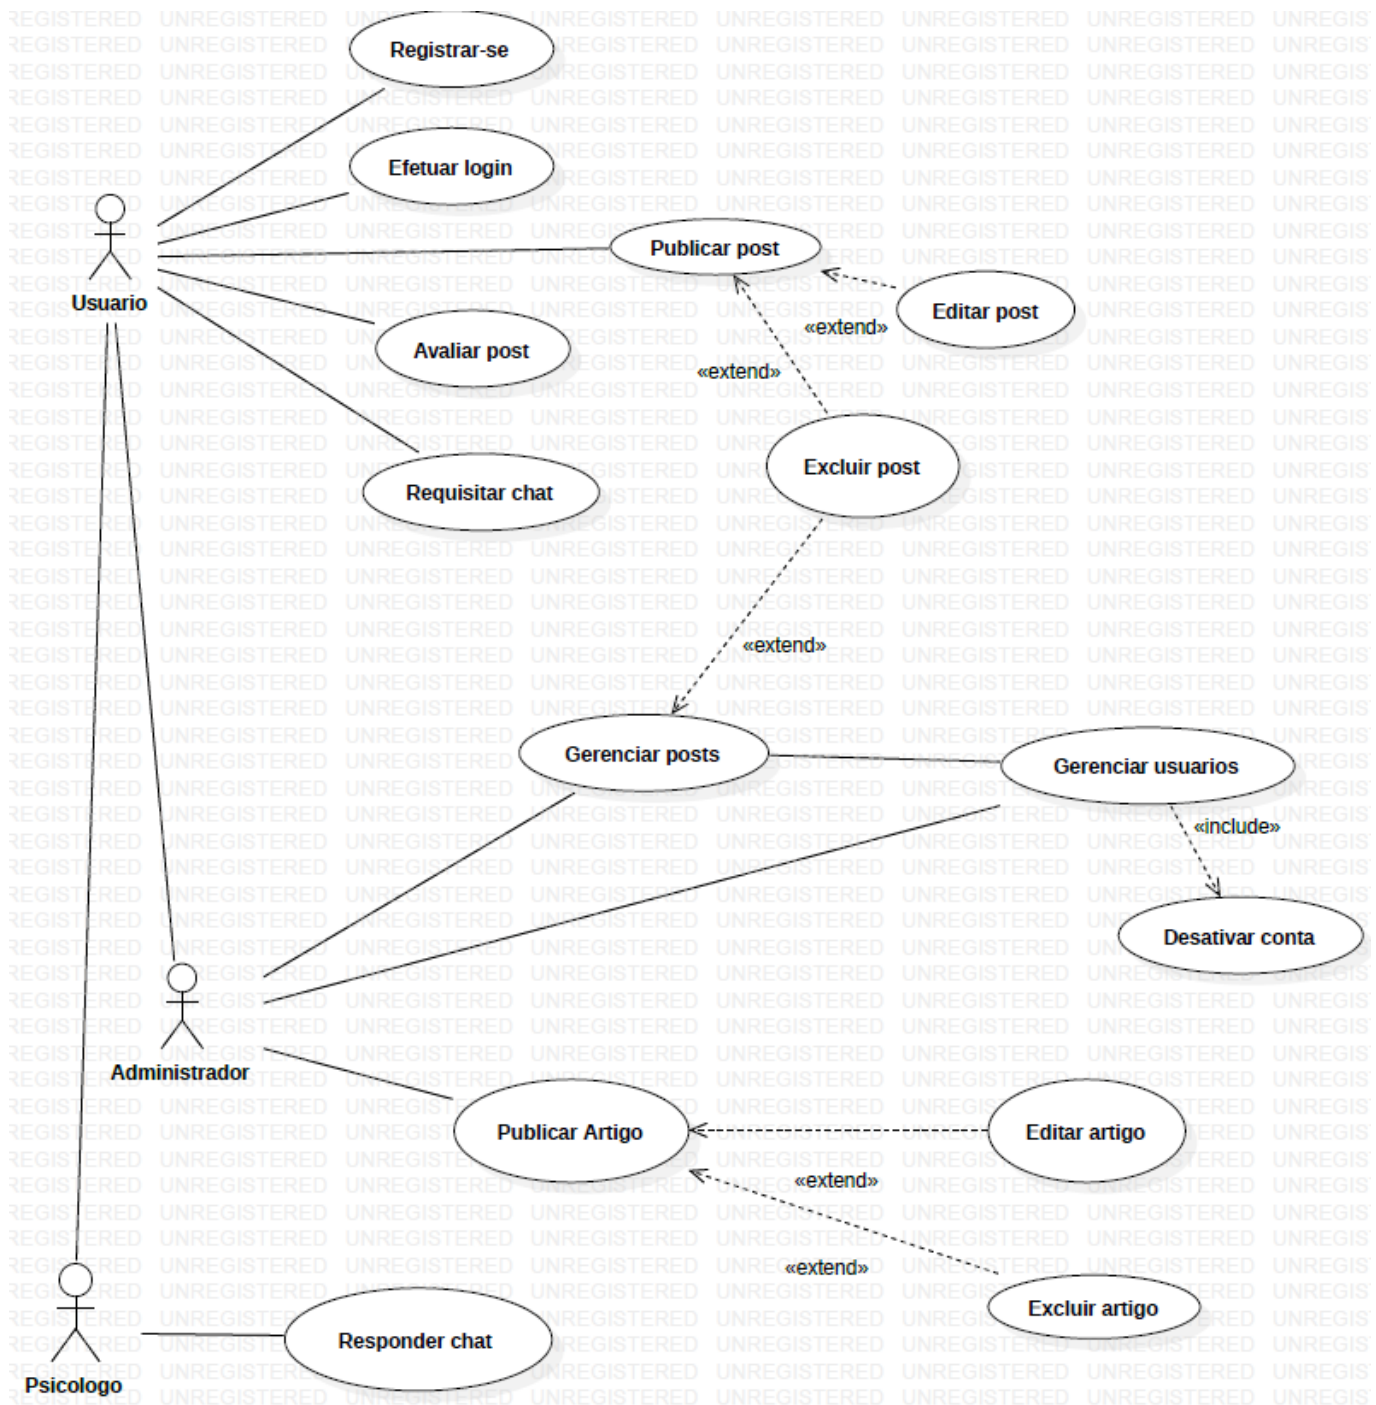 Registrar-se
Efetuar login
Publicar post
Editar post
Usuario
«extend»
Avaliar post
«extend»
Excluir post
Requisitar chat
«extend»
Gerenciar posts
Gerenciar usuarios
«include»
Desativar conta
Administrador
Publicar Artigo
Editar artigo
«extend»
«extend»
Excluir artigo
Responder chat
Psicologo
UNREGISTERED